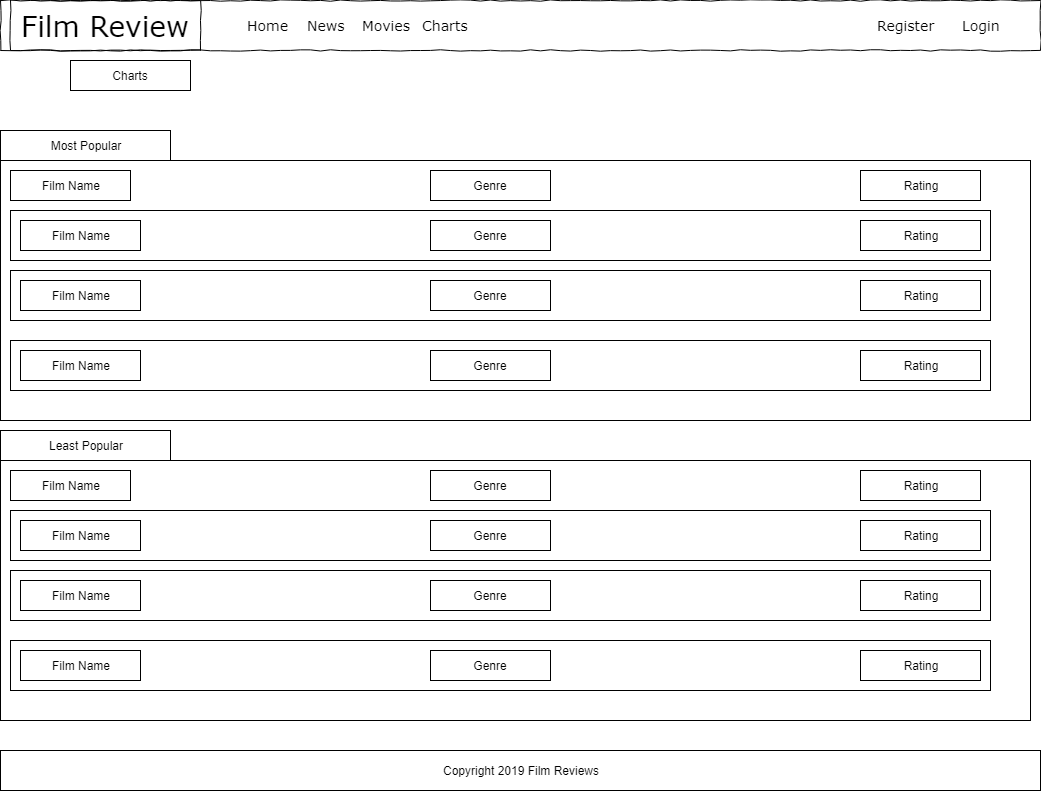 Film Review Home News Movies Charts Register Login
Charts
Most Popular
Film Name Genre Rating
Film Name Genre Rating
Film Name Genre Rating
Film Name Genre Rating
Least Popular
Film Name Genre Rating
Film Name Genre Rating
Film Name Genre Rating
Film Name Genre Rating
Copyright 2019 Film Reviews